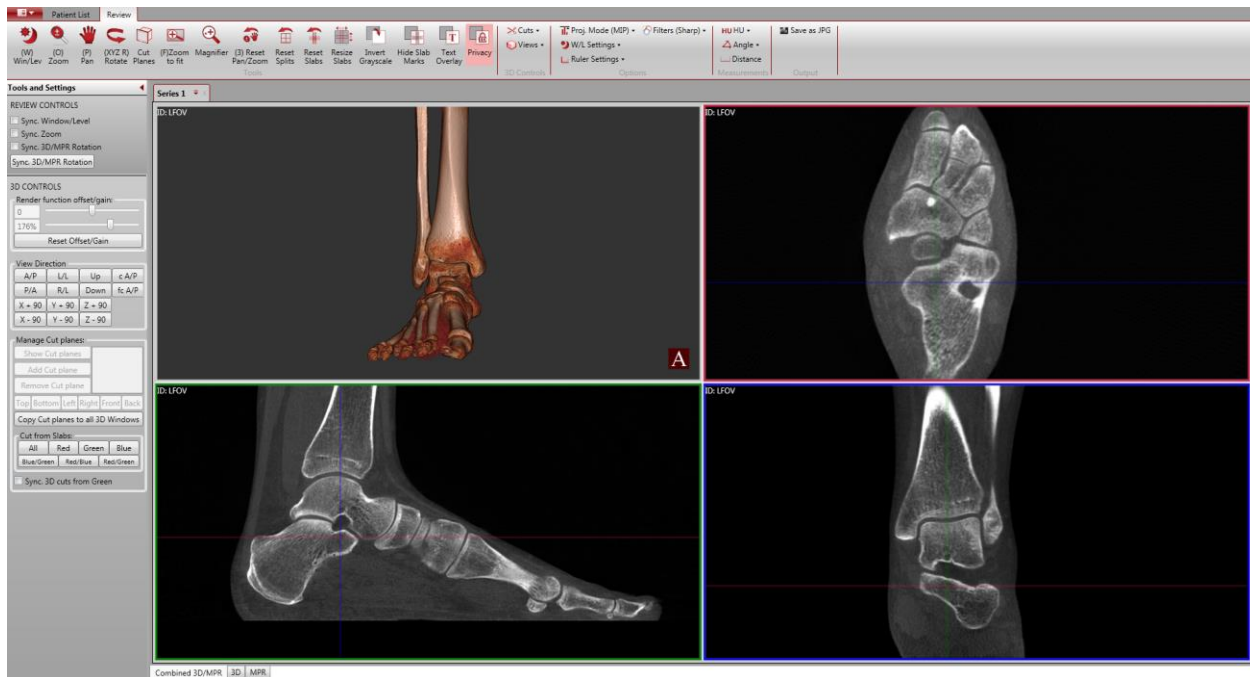 Patient List Review
(W) Win/Lev
(O) Zoom
(P) Pan
(XYZ R) Rotate
Cut Planes
(F)Zoom to fit
Magnifier
(3) Reset Pan/Zoom
Reset Splits
Reset Slabs
Resize Slabs
Invert Grayscale
Hide Slab Marks
Text Overlay
Privacy
Tools
Cuts
Views
3D Controls
Proj. Mode (MIP)
Filters (Sharp)
W/L Settings
Ruler Settings
Options
HU HU
Angle
Distance
Measurements
Save as JPG
Output
Tools and Settings
REVIEW CONTROLS
Sync. Window/Level
Sync. Zoom
Sync. 3D/MPR Rotation
Sync. 3D/MPR Rotation
3D CONTROLS
Render function offset/gain:
0
176%
Reset Offset/Gain
View Direction:
A/P L/L Up c A/P
P/A R/L Down fc A/P
X + 90 Y + 90 Z + 90
X - 90 Y - 90 Z - 90
Manage Cut planes:
Show Cut planes
Add Cut plane
Remove Cut plane
Top Bottom Left Right Front Back
Copy Cut planes to all 3D Windows
Cut from Slabs:
All Red Green Blue
Blue/Green Red/Blue Red/Green
Sync. 3D cuts from Green
Series 1
ID: LFOV
A
ID: LFOV
ID: LFOV
ID: LFOV
Combined 3D/MPR 3D MPR